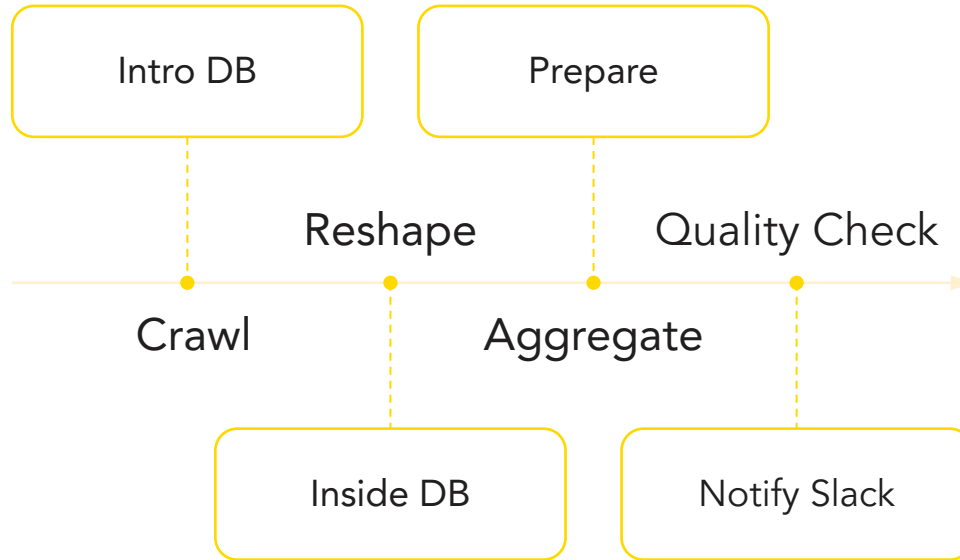 Intro DB
Prepare
Reshape
Quality Check
Crawl
Aggregate
Inside DB
Notify Slack